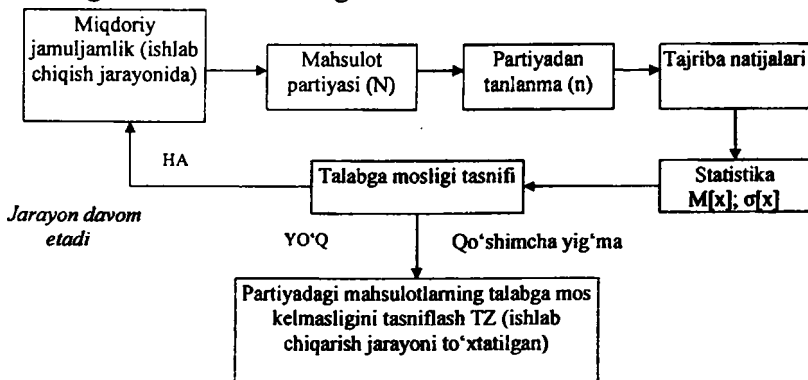 Miqdoriy
jamuljamlik (ishlab
chiqish jarayonida)
Mahsulot
partiyasi (N)
Partiyadan
tanlanma (n)
Tajriba natijalari
Statistika
M[x]; σ[x]
Talabga mosligi tasnifi
HA
Jarayon davom
etadi
YO‘Q
Qo‘shimcha yig‘ma
Partiyadagi mahsulotlarning talabga mos
kelmasligini tasniflash TZ (ishlab
chiqarish jarayoni to‘xtatilgan)